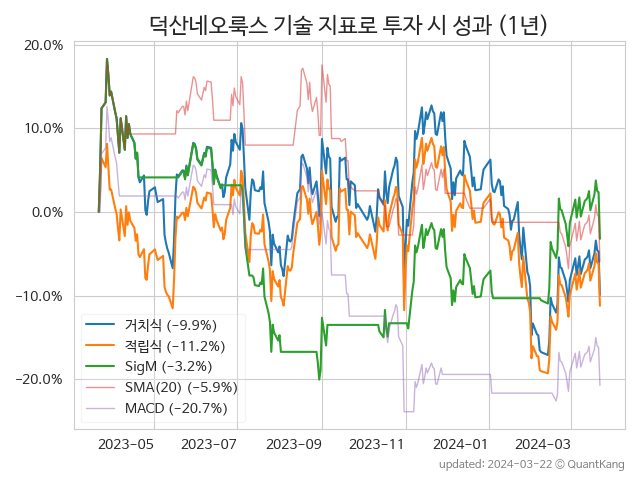 덕산네오룩스 기술 지표로 투자 시 성과 (1년)
20.0%
10.0%
0.0%
−10.0%
−20.0%
거치식 (−9.9%)
적립식 (−11.2%)
SigM (−3.2%)
SMA(20) (−5.9%)
MACD (−20.7%)
2023−05
2023−07
2023−09
2023−11
2024−01
2024−03
updated: 2024−03−22 © QuantKang